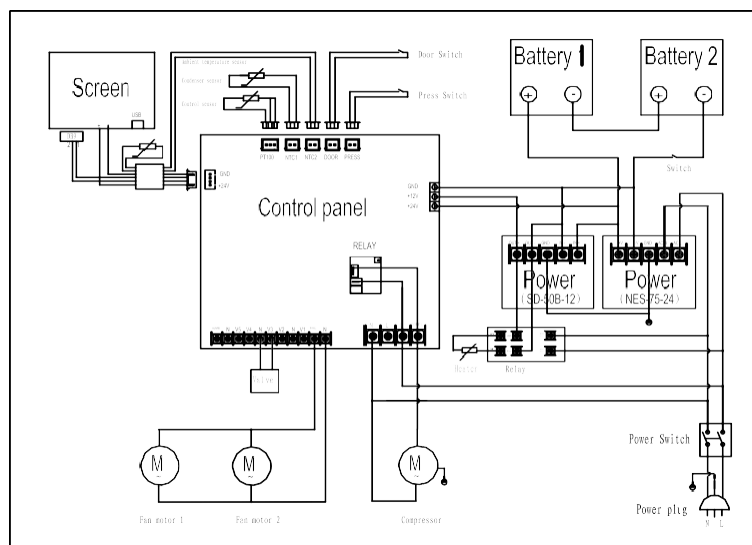 Door Switch
Battery 1
Battery 2
Screen
USB
Press Switch
PT100 NTC1 NTC2 DOOR PRESS
GND
+24V
Control panel
GND
+12V
+24V
Switch
RELAY
Power
(SD-50B-12)
Power
(NES-75-24)
Valve
Heater
Relay
M
M
M
Power Switch
Power plug
N L
Fan motor 1
Fan motor 2
Compressor